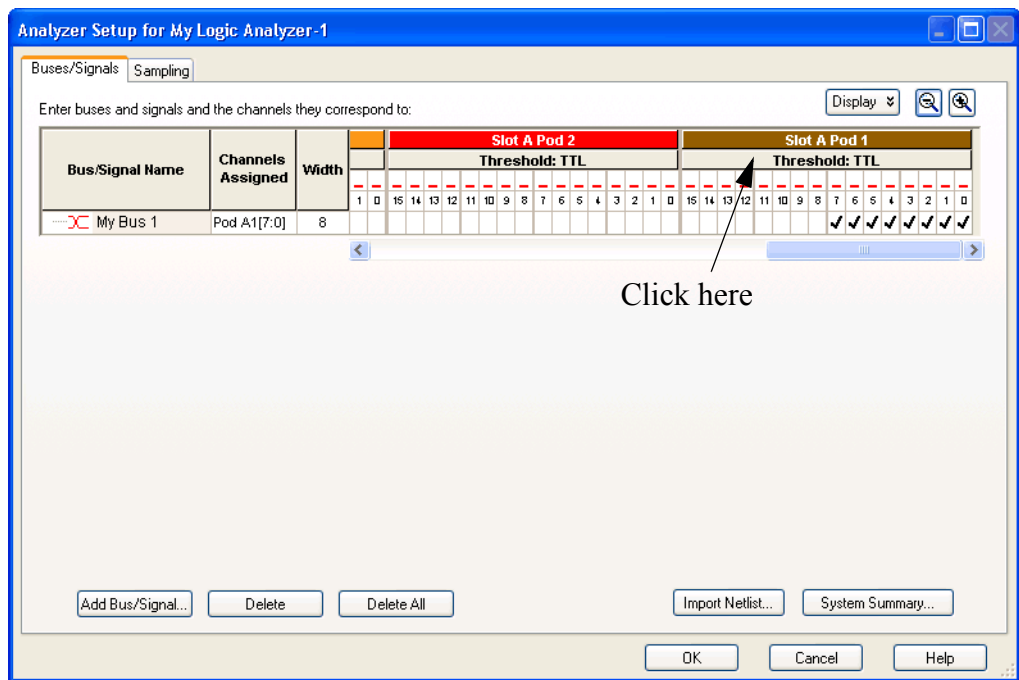 Analyzer Setup for My Logic Analyzer-1
Buses/Signals Sampling
Enter buses and signals and the channels they correspond to:
Display
Bus/Signal Name Channels Assigned Width
Slot A Pod 2 Slot A Pod 1
Threshold: TTL Threshold: TTL
1 0 15 14 13 12 11 10 9 8 7 6 5 4 3 2 1 0 15 14 13 12 11 10 9 8 7 6 5 4 3 2 1 0
My Bus 1 Pod A1[7:0] 8 ✓ ✓ ✓ ✓ ✓ ✓ ✓ ✓
Click here
Add Bus/Signal... Delete Delete All Import Netlist... System Summary...
OK Cancel Help